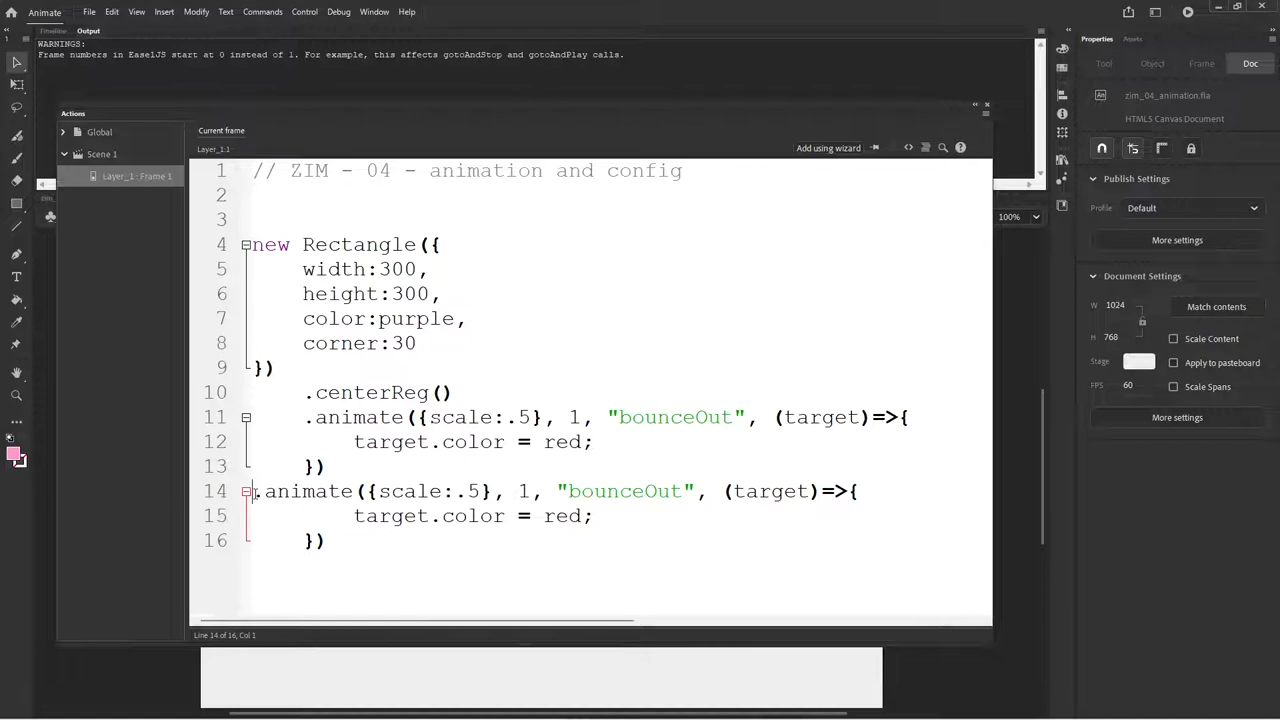 Animate
File
Edit
View
Insert
Modify
Text
Commands
Control
Debug
Window
Help
Timeline
Output
WARNINGS:
Frame numbers in EaselJS start at 0 instead of 1. For example, this affects gotoAndStop and gotoAndPlay calls.
Actions
Global
Scene 1
Layer_1 : Frame 1
Current frame
Layer_1:1
Add using wizard
1 // ZIM - 04 - animation and config
2
3
4 new Rectangle({
5 width:300,
6 height:300,
7 color:purple,
8 corner:30
9 })
10 .centerReg()
11 .animate({scale:.5}, 1, "bounceOut", (target)=>{
12 target.color = red;
13 })
14 .animate({scale:.5}, 1, "bounceOut", (target)=>{
15 target.color = red;
16 })
Line 14 of 16, Col 1
100%
Properties
Assets
Tool
Object
Frame
Doc
An
zim_04_animation.fla
HTML5 Canvas Document
Publish Settings
Profile
Default
More settings
Document Settings
W 1024
H 768
Match contents
Scale Content
Stage
Apply to pasteboard
FPS 60
Scale Spans
More settings